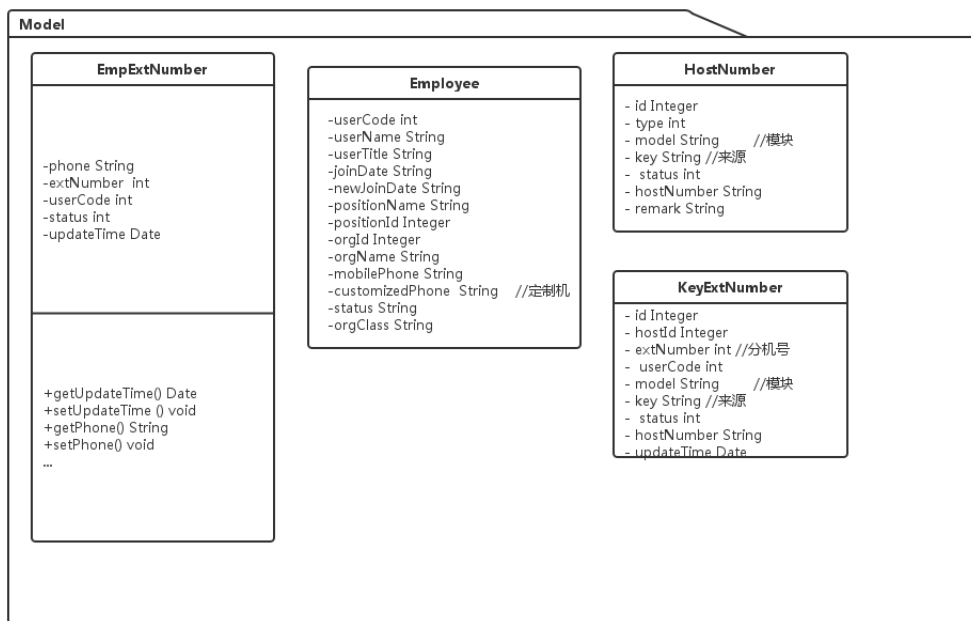 Model
EmpExtNumber
-phone String
-extNumber  int
-userCode int
-status int
-updateTime Date
+getUpdateTime() Date
+setUpdateTime () void
+getPhone() String
+setPhone() void
...
Employee
-userCode int
-userName String
-userTitle String
-joinDate String
-newJoinDate String
-positionName String
-positionId Integer
-orgId Integer
-orgName String
-mobilePhone String
-customizedPhone  String    //定制机
-status String
-orgClass String
HostNumber
- id Integer
- type int
- model String        //模块
- key String //来源
-  status int
- hostNumber String
- remark String
KeyExtNumber
- id Integer
- hostId Integer
- extNumber int //分机号
-  userCode int
- model String        //模块
- key String //来源
-  status int
- hostNumber String
- updateTime Date